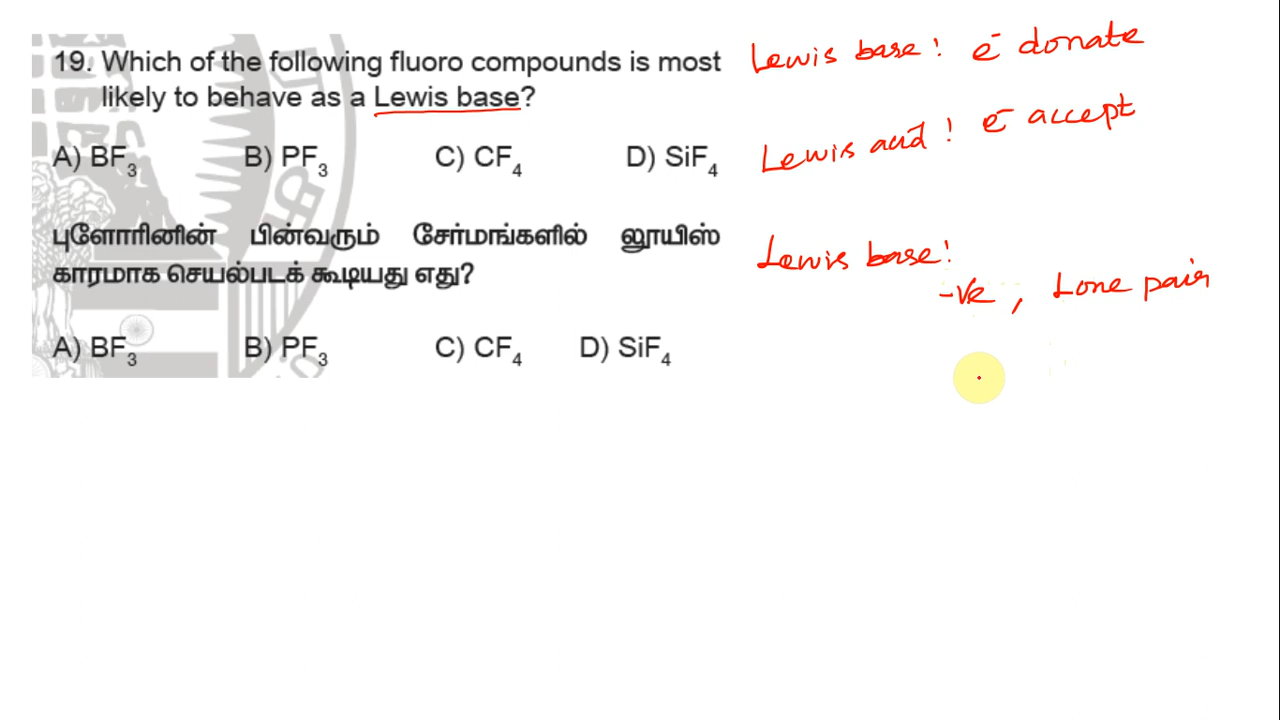 19. Which of the following fluoro compounds is most
likely to behave as a Lewis base?
A) BF₃ B) PF₃ C) CF₄ D) SiF₄
புளோரினின் பின்வரும் சேர்மங்களில் லூயிஸ்
காரமாக செயல்படக் கூடியது எது?
A) BF₃ B) PF₃ C) CF₄ D) SiF₄
Lewis base: e⁻ donate
Lewis acid: e⁻ accept
Lewis base:
-ve, Lone pair